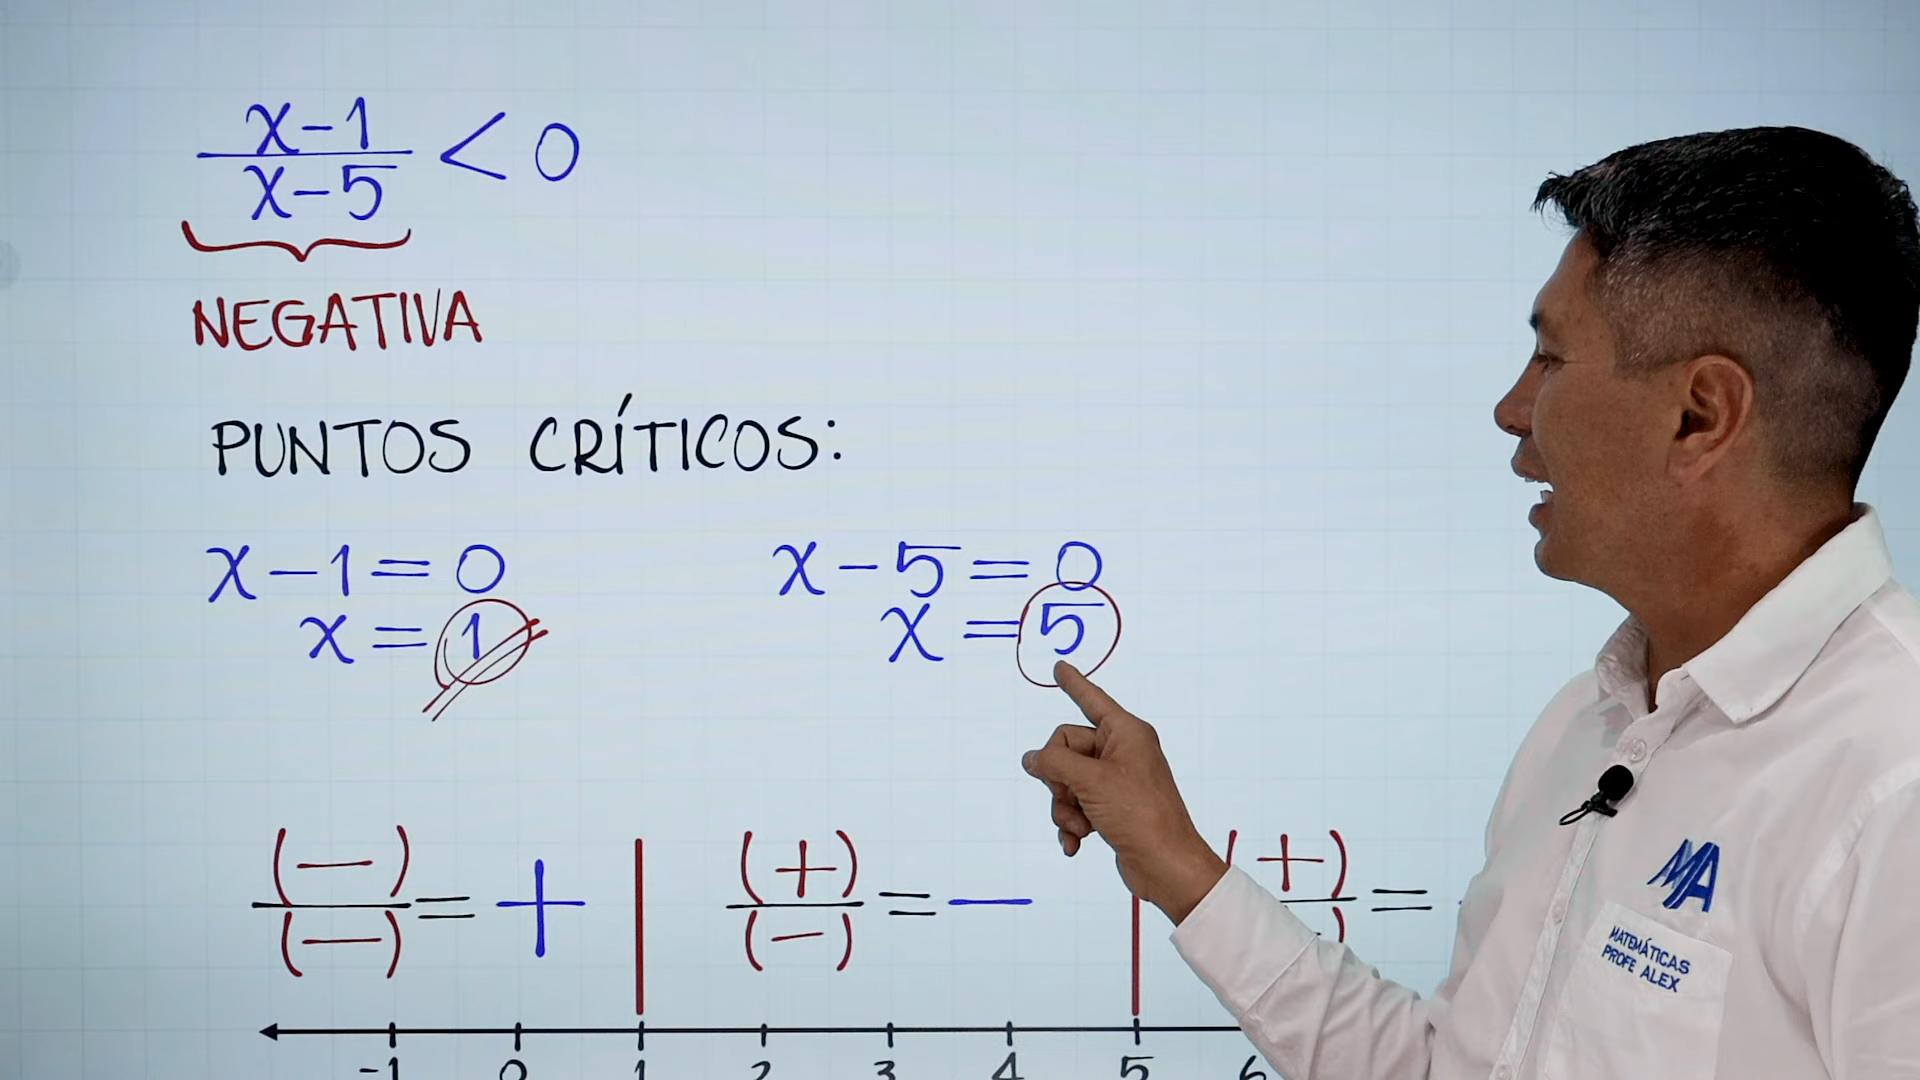 x-1
x-5
< 0
NEGATIVA
PUNTOS CRÍTICOS:
x-1=0
x=1
x-5=0
x=5
(-)
(-)
= +
(+)
(-)
= -
(+)
=
-1 0 1 2 3 4 5 6
MA
MATEMÁTICAS
PROFE ALEX